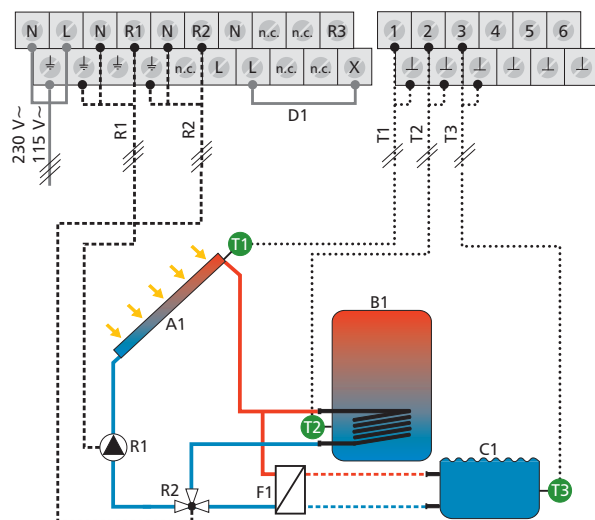 N L N R1 N R2 N n.c. n.c. R3
1 2 3 4 5 6
n.c. L L n.c. n.c. X
D1
230 V~
115 V~
R1
R2
T1
T2
T3
T1
A1
B1
T2
R1
C1
R2
F1
T3